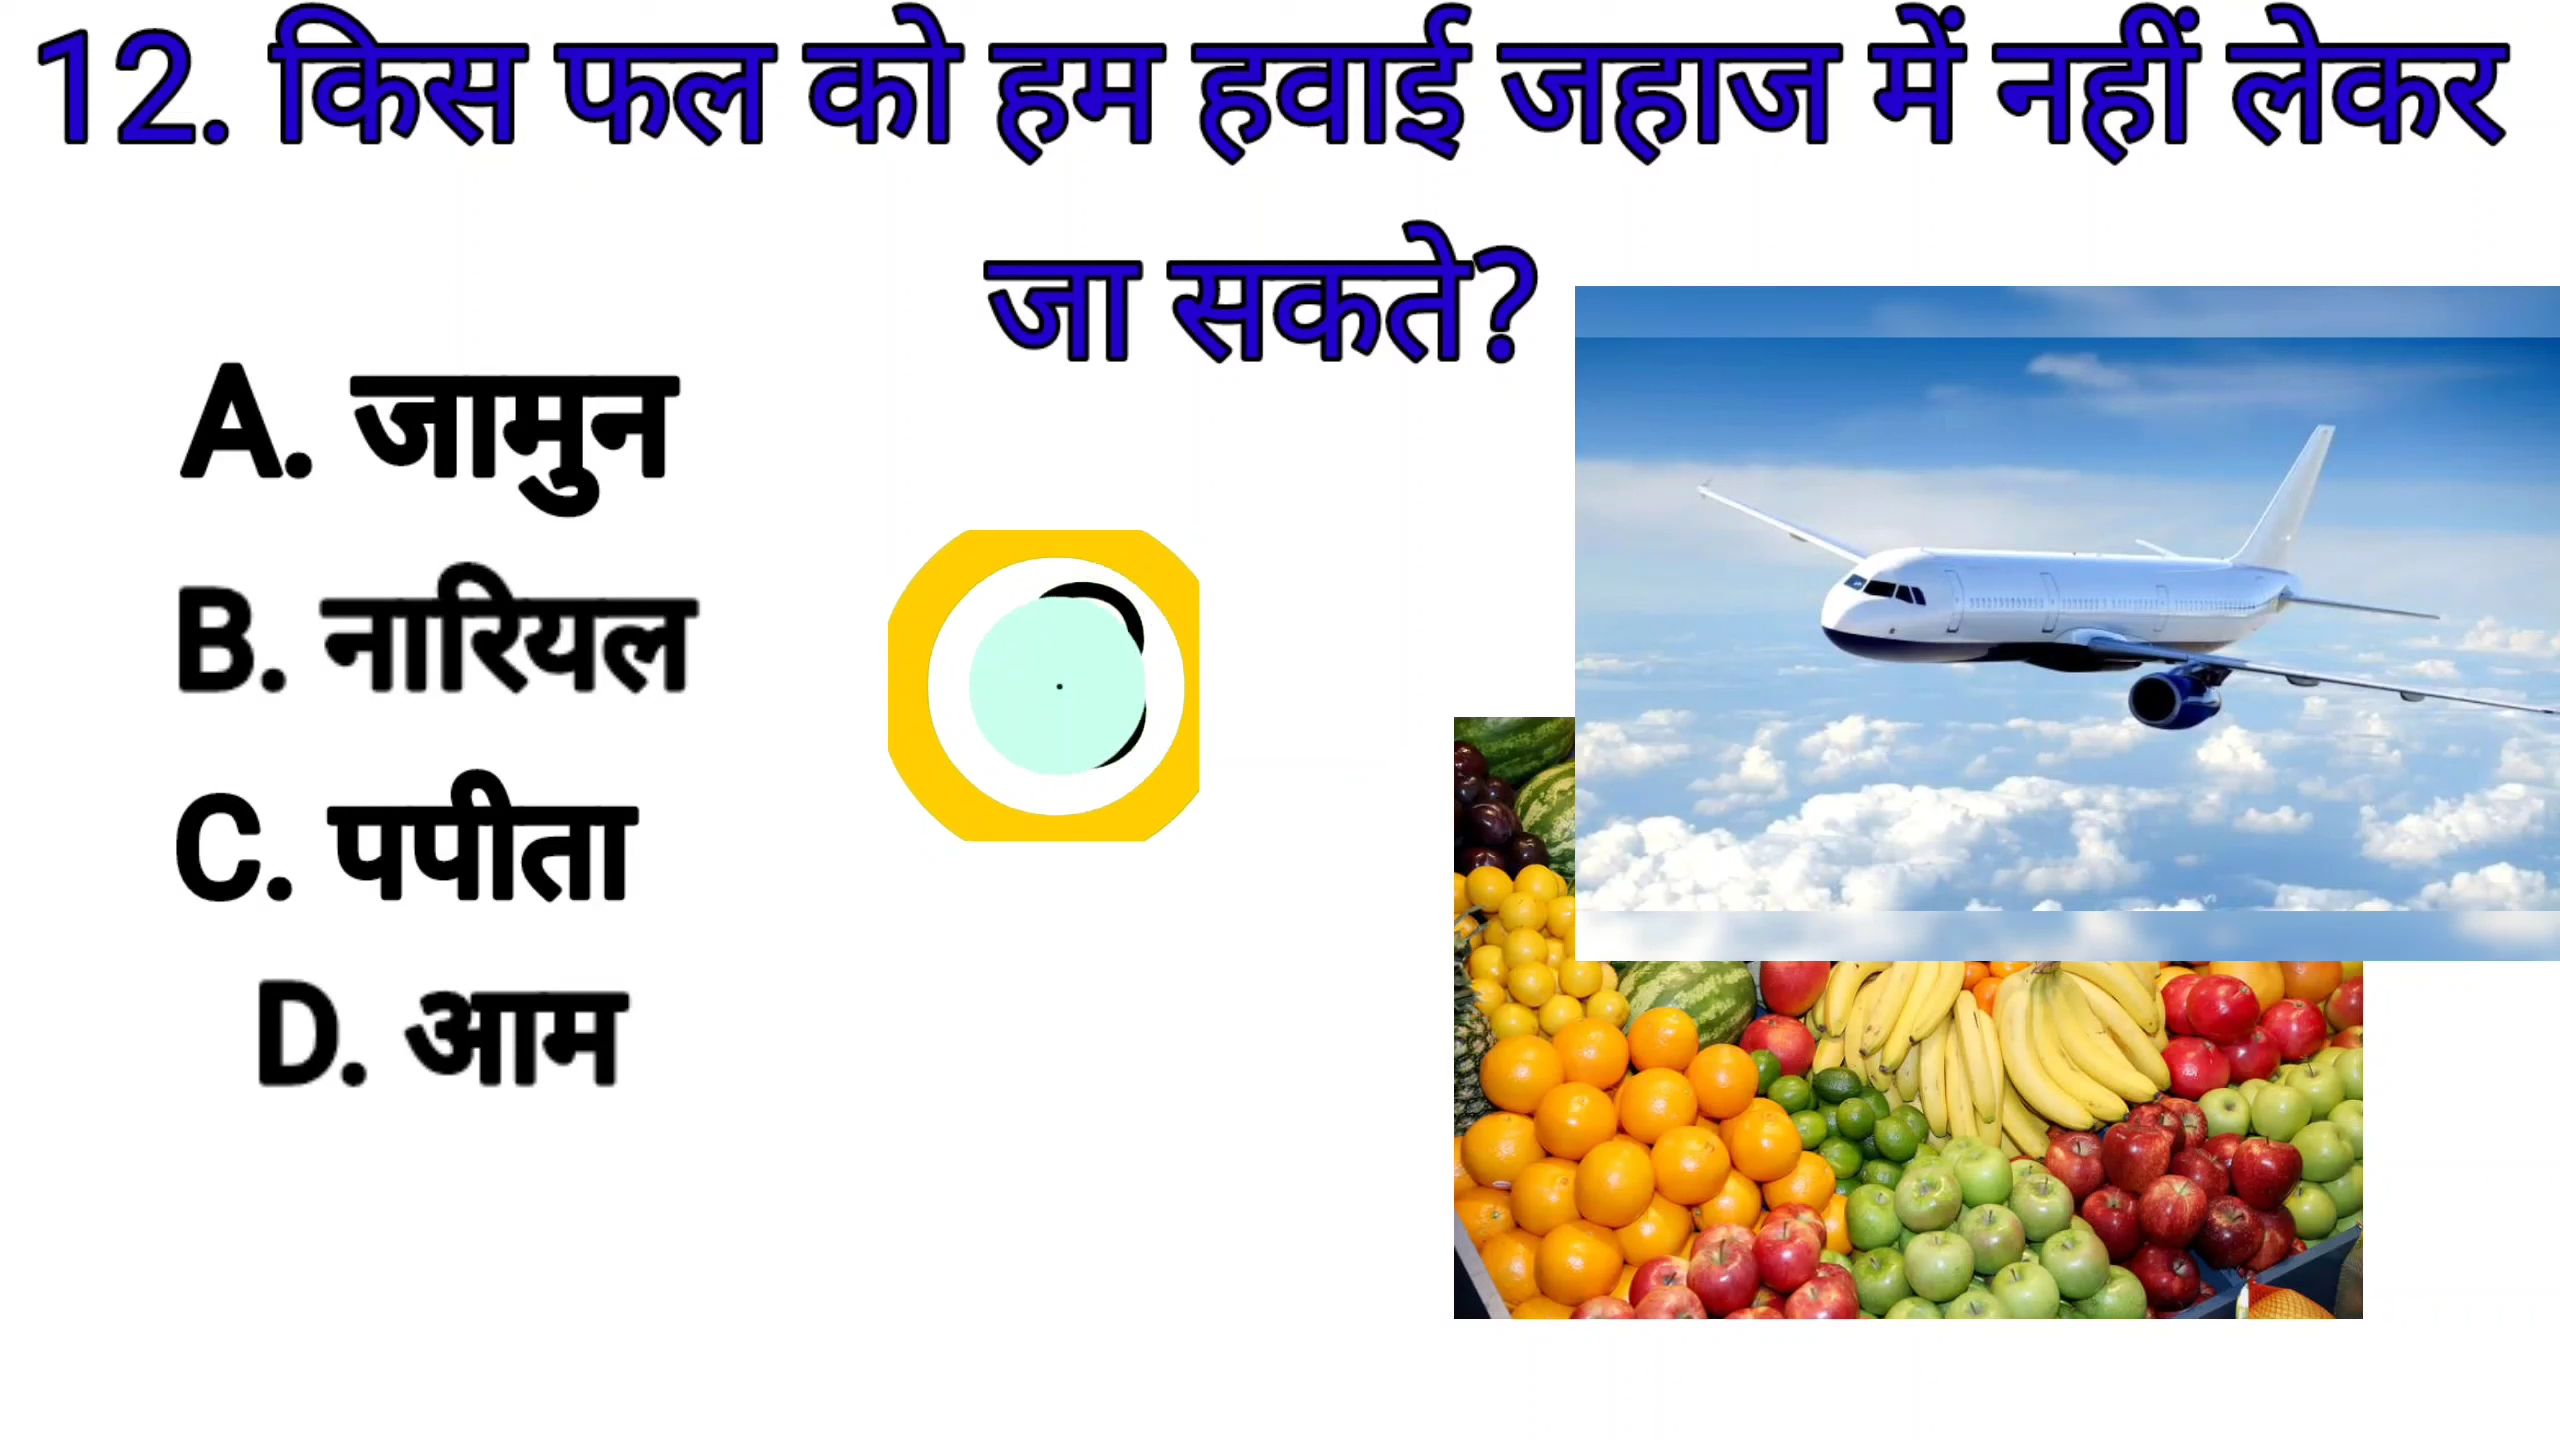 12. किस फल को हम हवाई जहाज में नहीं लेकर
जा सकते?
A. जामुन
B. नारियल
C. पपीता
D. आम